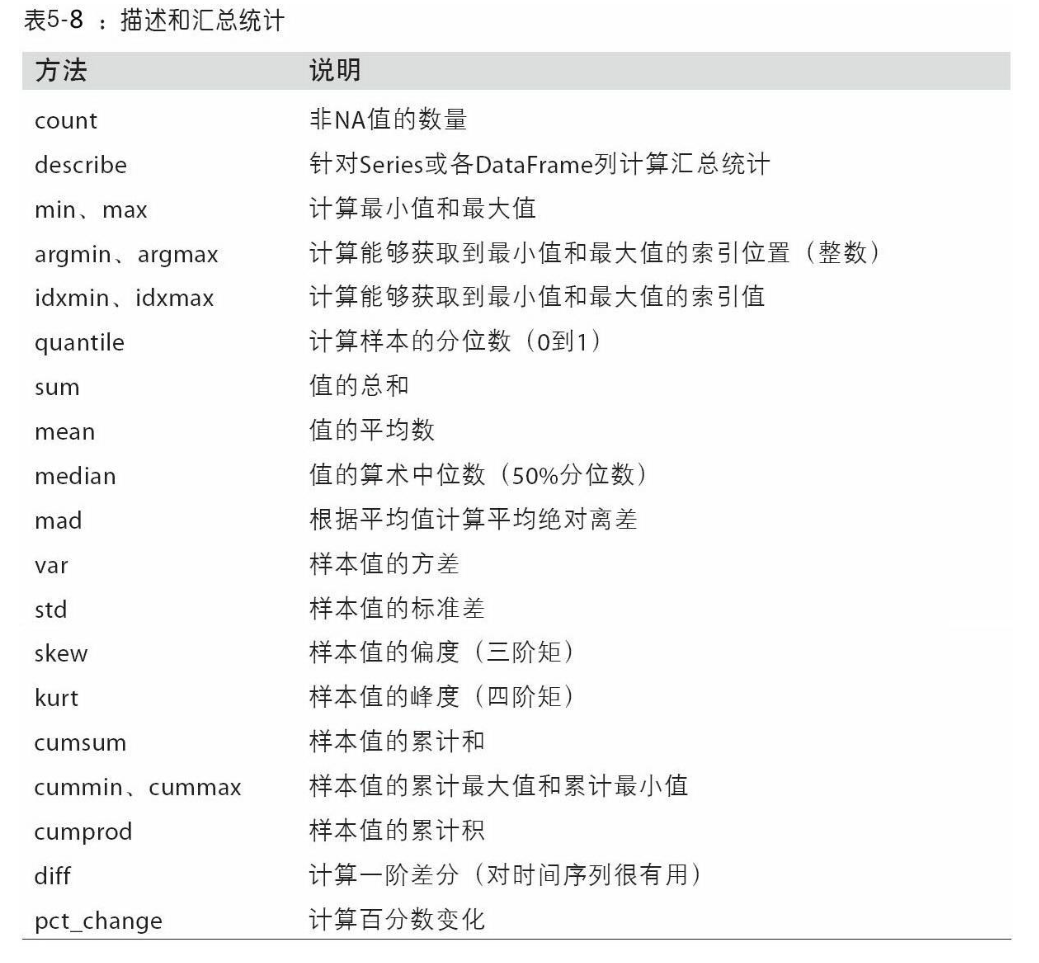 表5-8 ：描述和汇总统计
方法 说明
count 非NA值的数量
describe 针对Series或各DataFrame列计算汇总统计
min、max 计算最小值和最大值
argmin、argmax 计算能够获取到最小值和最大值的索引位置（整数）
idxmin、idxmax 计算能够获取到最小值和最大值的索引值
quantile 计算样本的分位数（0到1）
sum 值的总和
mean 值的平均数
median 值的算术中位数（50%分位数）
mad 根据平均值计算平均绝对离差
var 样本值的方差
std 样本值的标准差
skew 样本值的偏度（三阶矩）
kurt 样本值的峰度（四阶矩）
cumsum 样本值的累计和
cummin、cummax 样本值的累计最大值和累计最小值
cumprod 样本值的累计积
diff 计算一阶差分（对时间序列很有用）
pct_change 计算百分数变化